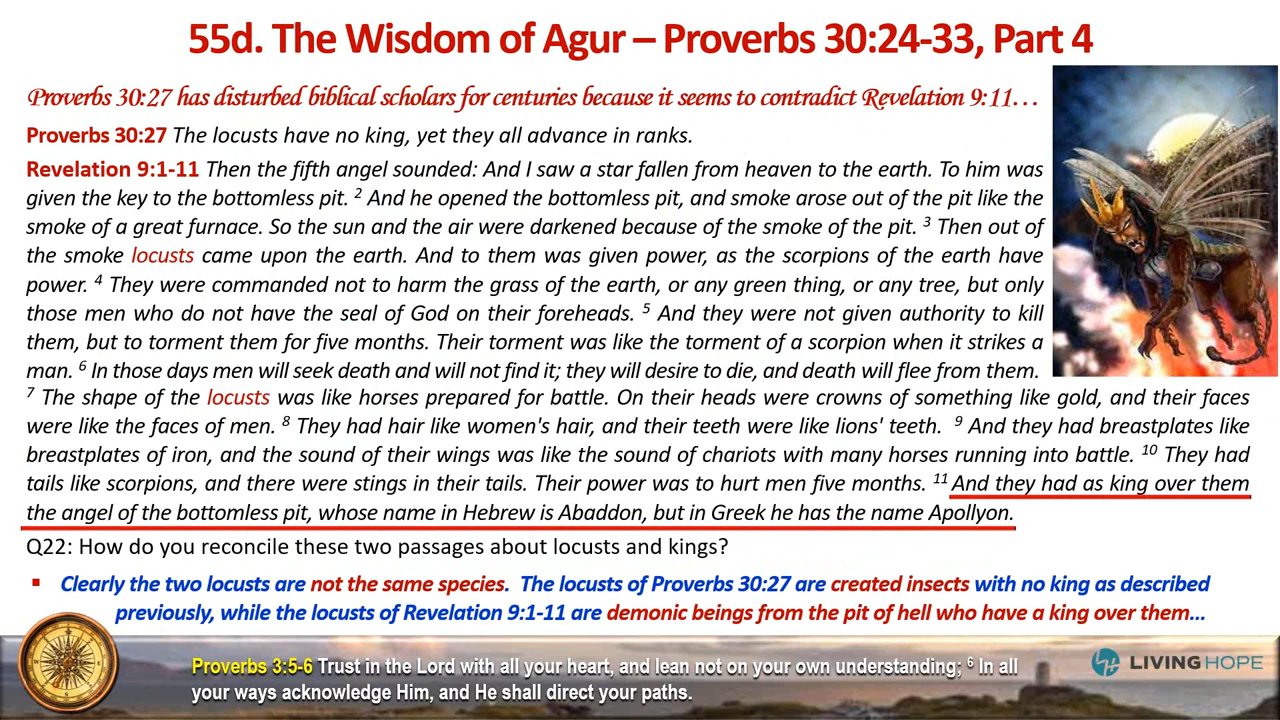 55d. The Wisdom of Agur – Proverbs 30:24-33, Part 4
Proverbs 30:27 has disturbed biblical scholars for centuries because it seems to contradict Revelation 9:11…
Proverbs 30:27 The locusts have no king, yet they all advance in ranks.
Revelation 9:1-11 Then the fifth angel sounded: And I saw a star fallen from heaven to the earth. To him was
given the key to the bottomless pit. 2 And he opened the bottomless pit, and smoke arose out of the pit like the
smoke of a great furnace. So the sun and the air were darkened because of the smoke of the pit. 3 Then out of
the smoke locusts came upon the earth. And to them was given power, as the scorpions of the earth have
power. 4 They were commanded not to harm the grass of the earth, or any green thing, or any tree, but only
those men who do not have the seal of God on their foreheads. 5 And they were not given authority to kill
them, but to torment them for five months. Their torment was like the torment of a scorpion when it strikes a
man. 6 In those days men will seek death and will not find it; they will desire to die, and death will flee from them.
7 The shape of the locusts was like horses prepared for battle. On their heads were crowns of something like gold, and their faces
were like the faces of men. 8 They had hair like women's hair, and their teeth were like lions' teeth. 9 And they had breastplates like
breastplates of iron, and the sound of their wings was like the sound of chariots with many horses running into battle. 10 They had
tails like scorpions, and there were stings in their tails. Their power was to hurt men five months. 11 And they had as king over them
the angel of the bottomless pit, whose name in Hebrew is Abaddon, but in Greek he has the name Apollyon.
Q22: How do you reconcile these two passages about locusts and kings?
▪ Clearly the two locusts are not the same species. The locusts of Proverbs 30:27 are created insects with no king as described
previously, while the locusts of Revelation 9:1-11 are demonic beings from the pit of hell who have a king over them…
Proverbs 3:5-6 Trust in the Lord with all your heart, and lean not on your own understanding; 6 In all
your ways acknowledge Him, and He shall direct your paths.
LIVING HOPE